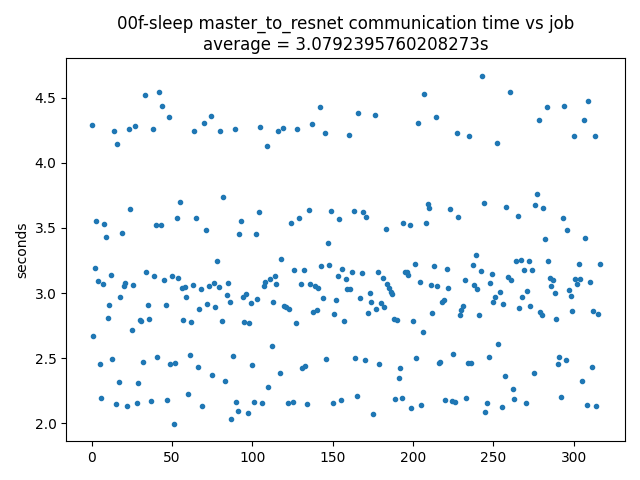 00f-sleep master_to_resnet communication time vs job
average = 3.0792395760208273s
seconds
4.5
4.0
3.5
3.0
2.5
2.0
0 50 100 150 200 250 300